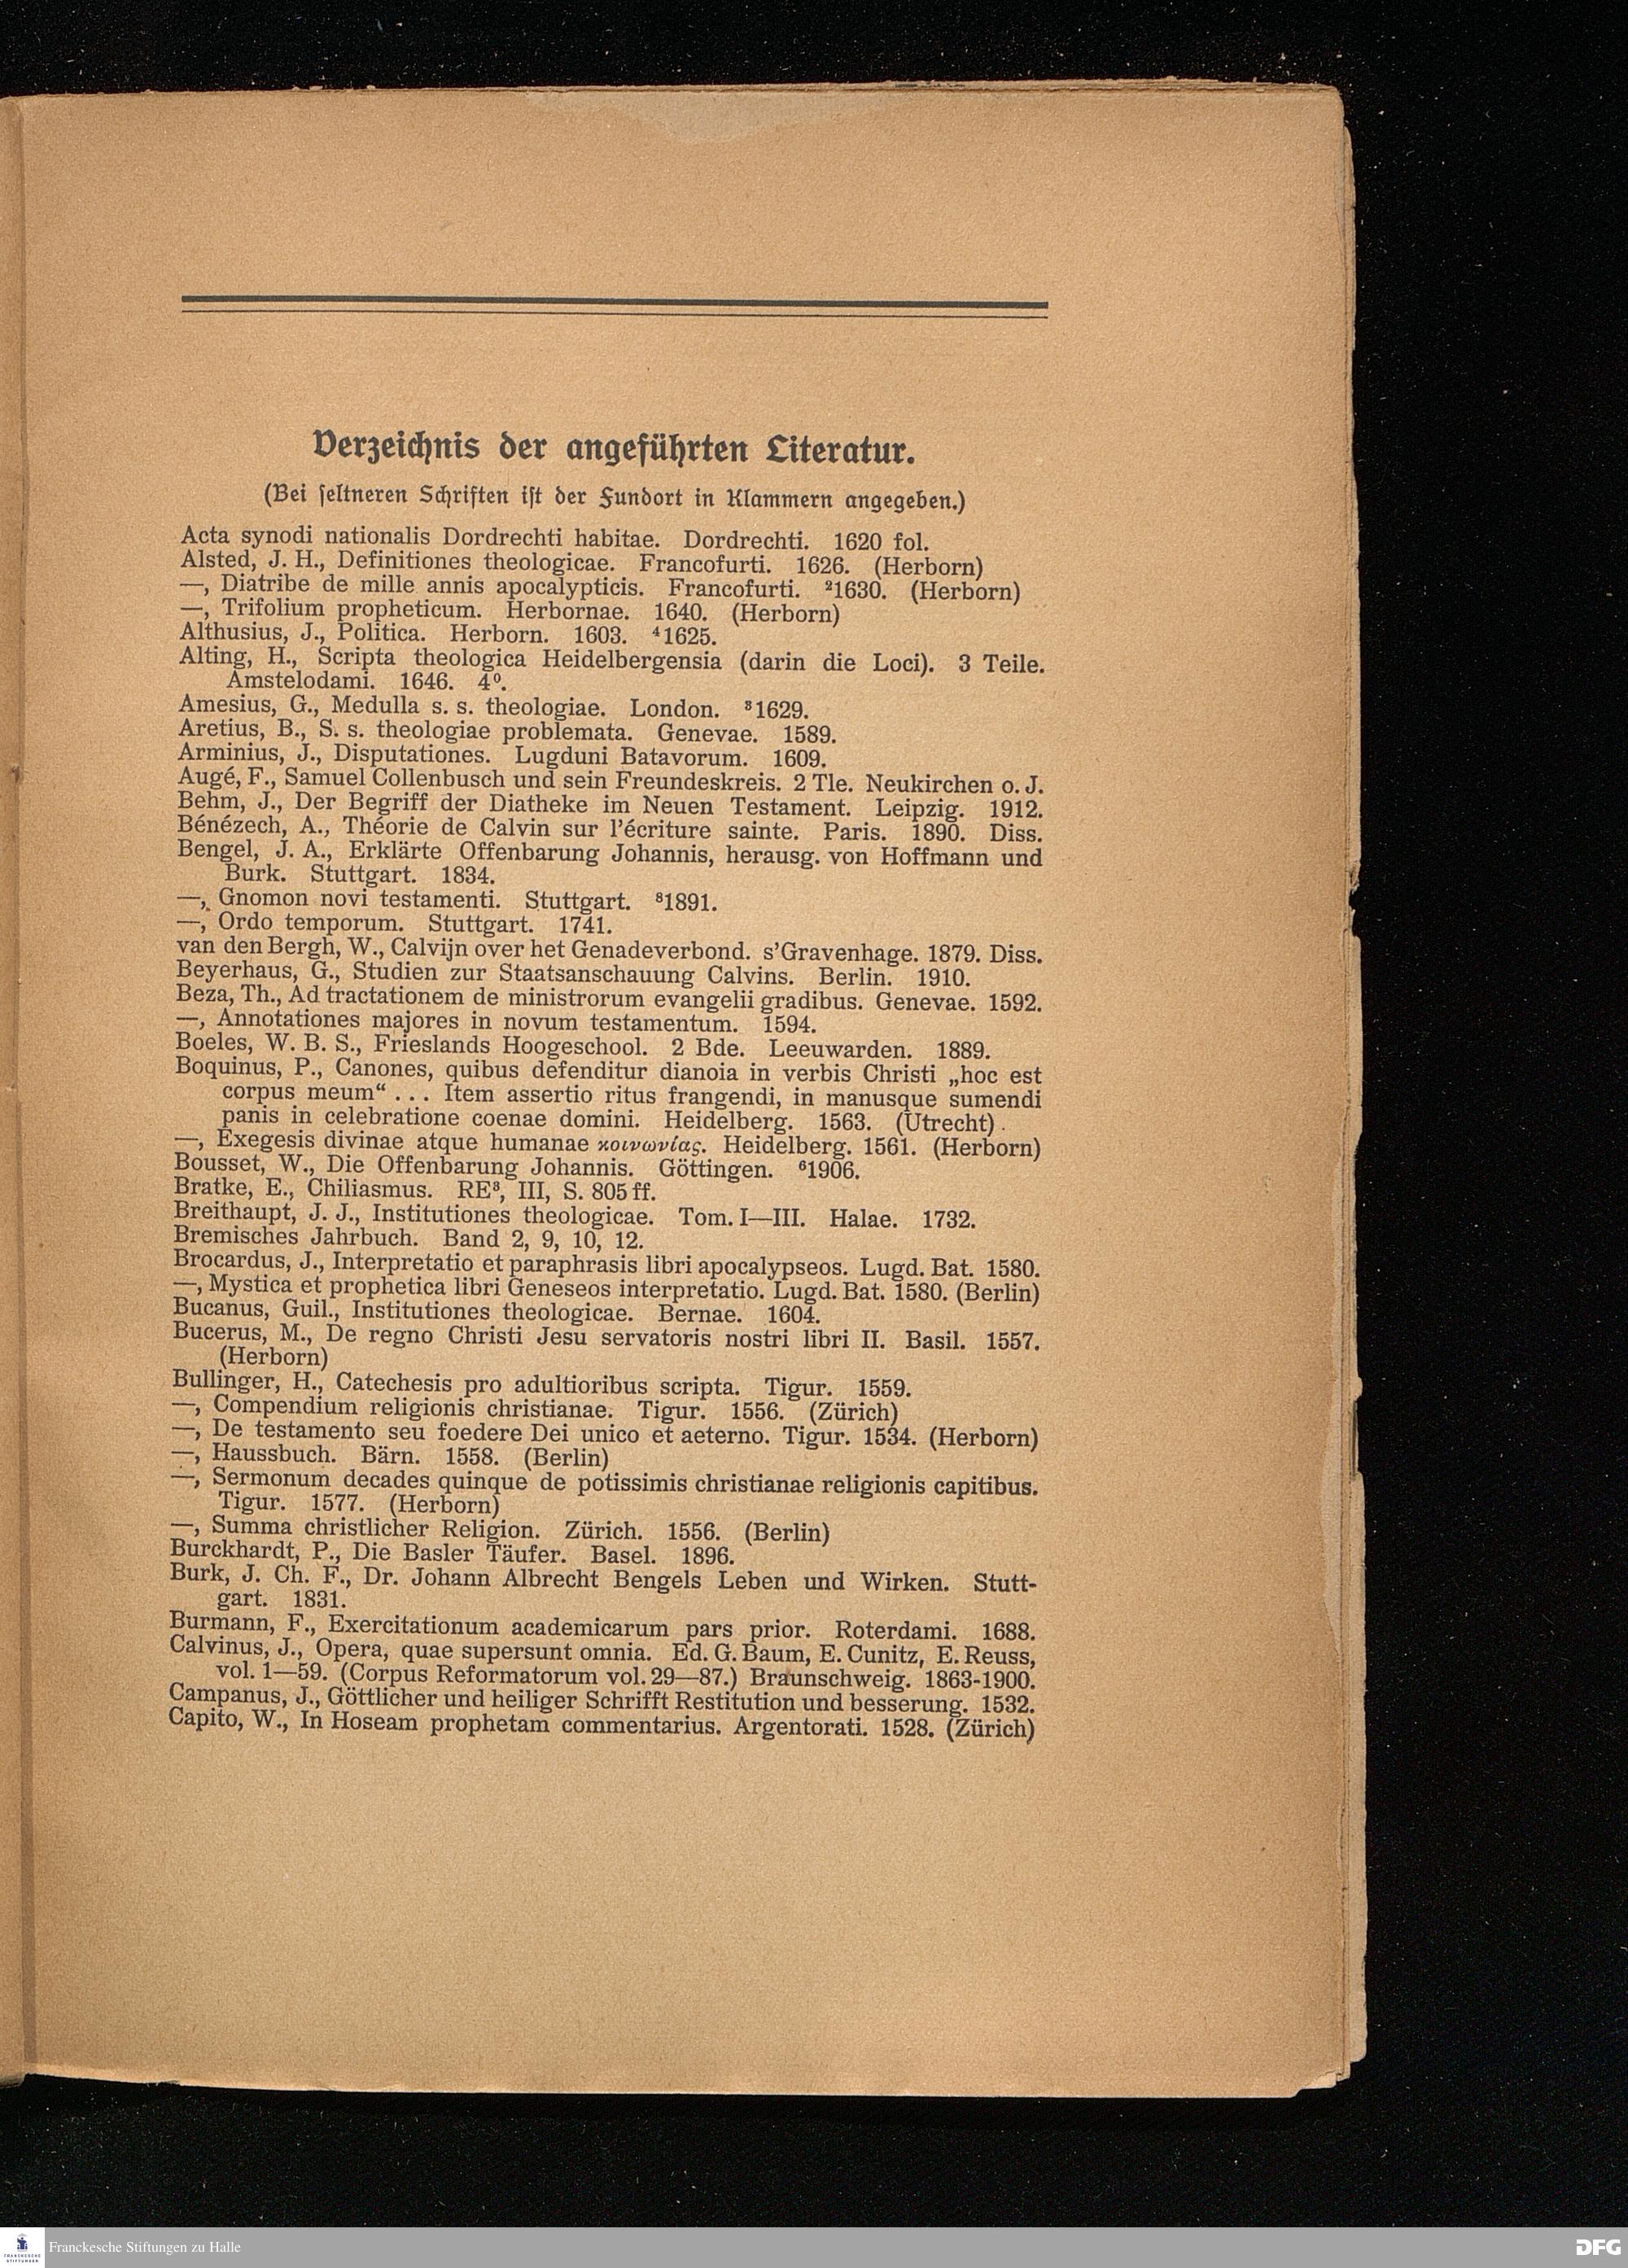 Verzeichnis der angeführten Literatur.
(Bei ſeltneren Schriften iſt der Fundort in Klammern angegeben.)
Acta synodi nationalis Dordrechti habitae. Dordrechti. 1620 fol.
Alsted, J. H., Definitiones theologicae. Francofurti. 1626. (Herborn)
—, Diatribe de mille annis apocalypticis. Francofurti. ²1630. (Herborn)
—, Trifolium propheticum. Herbornae. 1640. (Herborn)
Althusius, J., Politica. Herborn. 1603. ⁴1625.
Alting, H., Scripta theologica Heidelbergensia (darin die Loci). 3 Teile.
Amstelodami. 1646. 4⁰.
Amesius, G., Medulla s. s. theologiae. London. ³1629.
Aretius, B., S. s. theologiae problemata. Genevae. 1589.
Arminius, J., Disputationes. Lugduni Batavorum. 1609.
Augé, F., Samuel Collenbusch und sein Freundeskreis. 2 Tle. Neukirchen o. J.
Behm, J., Der Begriff der Diatheke im Neuen Testament. Leipzig. 1912.
Bénézech, A., Théorie de Calvin sur l'écriture sainte. Paris. 1890. Diss.
Bengel, J. A., Erklärte Offenbarung Johannis, herausg. von Hoffmann und
Burk. Stuttgart. 1834.
—, Gnomon novi testamenti. Stuttgart. ⁸1891.
—, Ordo temporum. Stuttgart. 1741.
van den Bergh, W., Calvijn over het Genadeverbond. s'Gravenhage. 1879. Diss.
Beyerhaus, G., Studien zur Staatsanschauung Calvins. Berlin. 1910.
Beza, Th., Ad tractationem de ministrorum evangelii gradibus. Genevae. 1592.
—, Annotationes majores in novum testamentum. 1594.
Boeles, W. B. S., Frieslands Hoogeschool. 2 Bde. Leeuwarden. 1889.
Boquinus, P., Canones, quibus defenditur dianoia in verbis Christi „hoc est
corpus meum“ ... Item assertio ritus frangendi, in manusque sumendi
panis in celebratione coenae domini. Heidelberg. 1563. (Utrecht).
—, Exegesis divinae atque humanae κοινωνίας. Heidelberg. 1561. (Herborn)
Bousset, W., Die Offenbarung Johannis. Göttingen. ⁶1906.
Bratke, E., Chiliasmus. RE³, III, S. 805 ff.
Breithaupt, J. J., Institutiones theologicae. Tom. I—III. Halae. 1732.
Bremisches Jahrbuch. Band 2, 9, 10, 12.
Brocardus, J., Interpretatio et paraphrasis libri apocalypseos. Lugd. Bat. 1580.
—, Mystica et prophetica libri Geneseos interpretatio. Lugd. Bat. 1580. (Berlin)
Bucanus, Guil., Institutiones theologicae. Bernae. 1604.
Bucerus, M., De regno Christi Jesu servatoris nostri libri II. Basil. 1557.
(Herborn)
Bullinger, H., Catechesis pro adultioribus scripta. Tigur. 1559.
—, Compendium religionis christianae. Tigur. 1556. (Zürich)
—, De testamento seu foedere Dei unico et aeterno. Tigur. 1534. (Herborn)
—, Haussbuch. Bärn. 1558. (Berlin)
—, Sermonum decades quinque de potissimis christianae religionis capitibus.
Tigur. 1577. (Herborn)
—, Summa christlicher Religion. Zürich. 1556. (Berlin)
Burckhardt, P., Die Basler Täufer. Basel. 1896.
Burk, J. Ch. F., Dr. Johann Albrecht Bengels Leben und Wirken. Stutt-
gart. 1831.
Burmann, F., Exercitationum academicarum pars prior. Roterdami. 1688.
Calvinus, J., Opera, quae supersunt omnia. Ed. G. Baum, E. Cunitz, E. Reuss,
vol. 1—59. (Corpus Reformatorum vol. 29—87.) Braunschweig. 1863-1900.
Campanus, J., Göttlicher und heiliger Schrifft Restitution und besserung. 1532.
Capito, W., In Hoseam prophetam commentarius. Argentorati. 1528. (Zürich)
FRANCKESCHE
STIFTUNGEN
Franckesche Stiftungen zu Halle
DFG